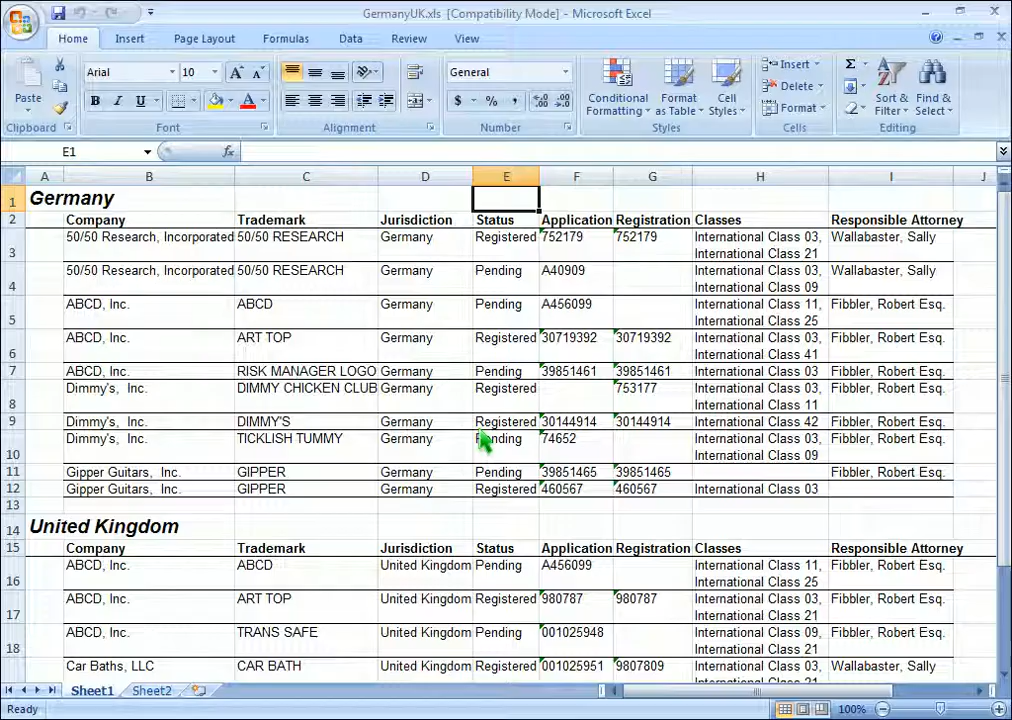 GermanyUK.xls [Compatibility Mode] - Microsoft Excel
Home Insert Page Layout Formulas Data Review View
Paste
Arial 10
B I U A
General
$ % ,
Conditional Formatting
Format as Table
Cell Styles
Insert
Delete
Format
Sort & Filter
Find & Select
Clipboard Font Alignment Number Styles Cells Editing
E1 fx
A B C D E F G H I J
1 Germany
2 Company Trademark Jurisdiction Status Application Registration Classes Responsible Attorney
3 50/50 Research, Incorporated 50/50 RESEARCH Germany Registered 752179 752179 International Class 03, Wallabaster, Sally
International Class 21
4 50/50 Research, Incorporated 50/50 RESEARCH Germany Pending A40909 International Class 03, Wallabaster, Sally
International Class 09
5 ABCD, Inc. ABCD Germany Pending A456099 International Class 11, Fibbler, Robert Esq.
International Class 25
6 ABCD, Inc. ART TOP Germany Registered 30719392 30719392 International Class 03, Fibbler, Robert Esq.
International Class 41
7 ABCD, Inc. RISK MANAGER LOGO Germany Pending 39851461 39851461 International Class 03 Fibbler, Robert Esq.
8 Dimmy's, Inc. DIMMY CHICKEN CLUB Germany Registered 753177 International Class 03, Fibbler, Robert Esq.
International Class 11
9 Dimmy's, Inc. DIMMY'S Germany Registered 30144914 30144914 International Class 42 Fibbler, Robert Esq.
10 Dimmy's, Inc. TICKLISH TUMMY Germany Pending 74652 International Class 03, Fibbler, Robert Esq.
International Class 09
11 Gipper Guitars, Inc. GIPPER Germany Pending 39851465 39851465 Fibbler, Robert Esq.
12 Gipper Guitars, Inc. GIPPER Germany Registered 460567 460567 International Class 03
13
14 United Kingdom
15 Company Trademark Jurisdiction Status Application Registration Classes Responsible Attorney
16 ABCD, Inc. ABCD United Kingdom Pending A456099 International Class 11, Fibbler, Robert Esq.
International Class 25
17 ABCD, Inc. ART TOP United Kingdom Registered 980787 980787 International Class 03, Fibbler, Robert Esq.
International Class 21
18 ABCD, Inc. TRANS SAFE United Kingdom Pending 001025948 International Class 09, Fibbler, Robert Esq.
International Class 21
Car Baths, LLC CAR BATH United Kingdom Registered 001025951 9807809 International Class 03, Wallabaster, Sally
International Class 21
Sheet1 Sheet2
Ready 100%